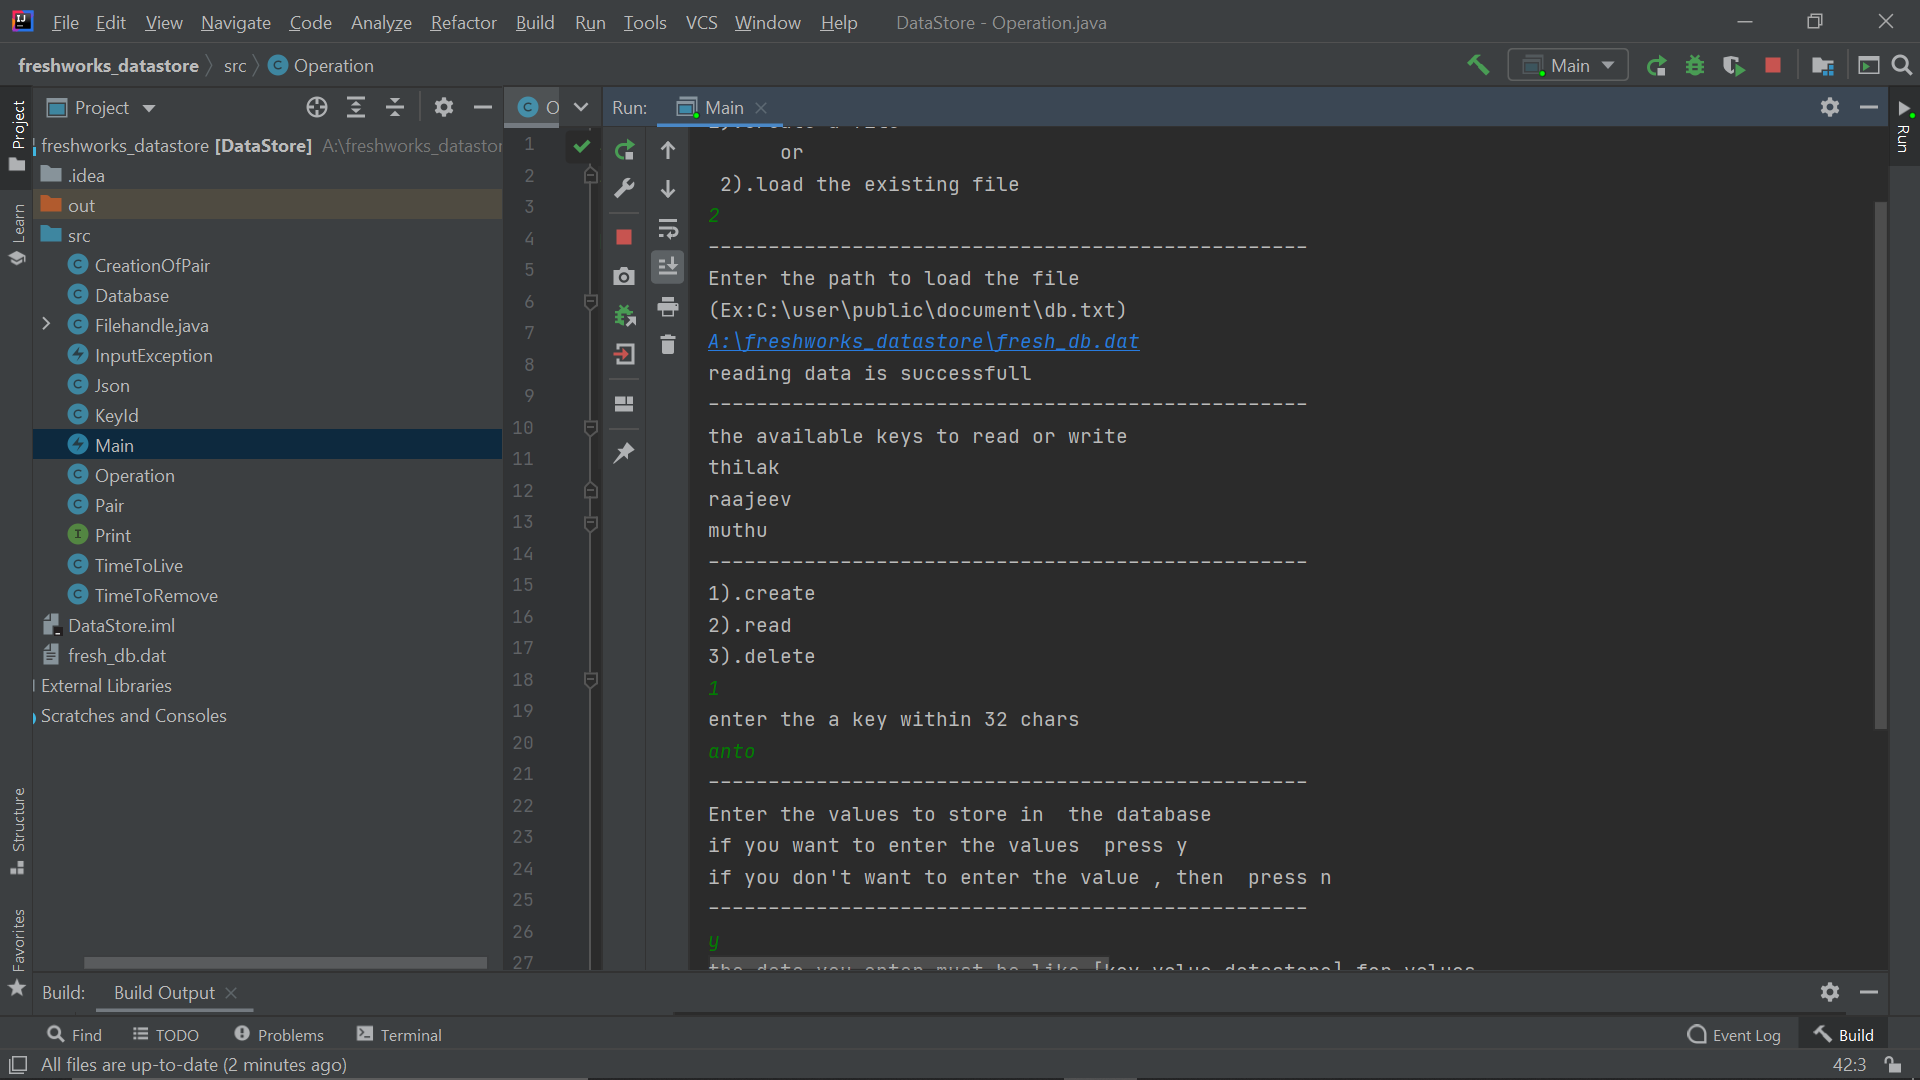 File Edit View Navigate Code Analyze Refactor Build Run Tools VCS Window Help DataStore - Operation.java
freshworks_datastore src Operation Main
Project
Learn
Structure
Favorites
Project
freshworks_datastore [DataStore] A:\freshworks_datastor
.idea
out
src
CreationOfPair
Database
Filehandle.java
InputException
Json
KeyId
Main
Operation
Pair
Print
TimeToLive
TimeToRemove
DataStore.iml
fresh_db.dat
External Libraries
Scratches and Consoles
O
1
2
3
4
5
6
7
8
9
10
11
12
13
14
15
16
17
18
19
20
21
22
23
24
25
26
27
Run: Main
or
2).load the existing file
2
--------------------------------------------------
Enter the path to load the file
(Ex:C:\user\public\document\db.txt)
A:\freshworks_datastore\fresh_db.dat
reading data is successfull
--------------------------------------------------
the available keys to read or write
thilak
raajeev
muthu
--------------------------------------------------
1).create
2).read
3).delete
1
enter the a key within 32 chars
anto
--------------------------------------------------
Enter the values to store in  the database
if you want to enter the values  press y
if you don't want to enter the value , then  press n
--------------------------------------------------
y
Run
Build: Build Output
Find TODO Problems Terminal Event Log Build
All files are up-to-date (2 minutes ago) 42:3